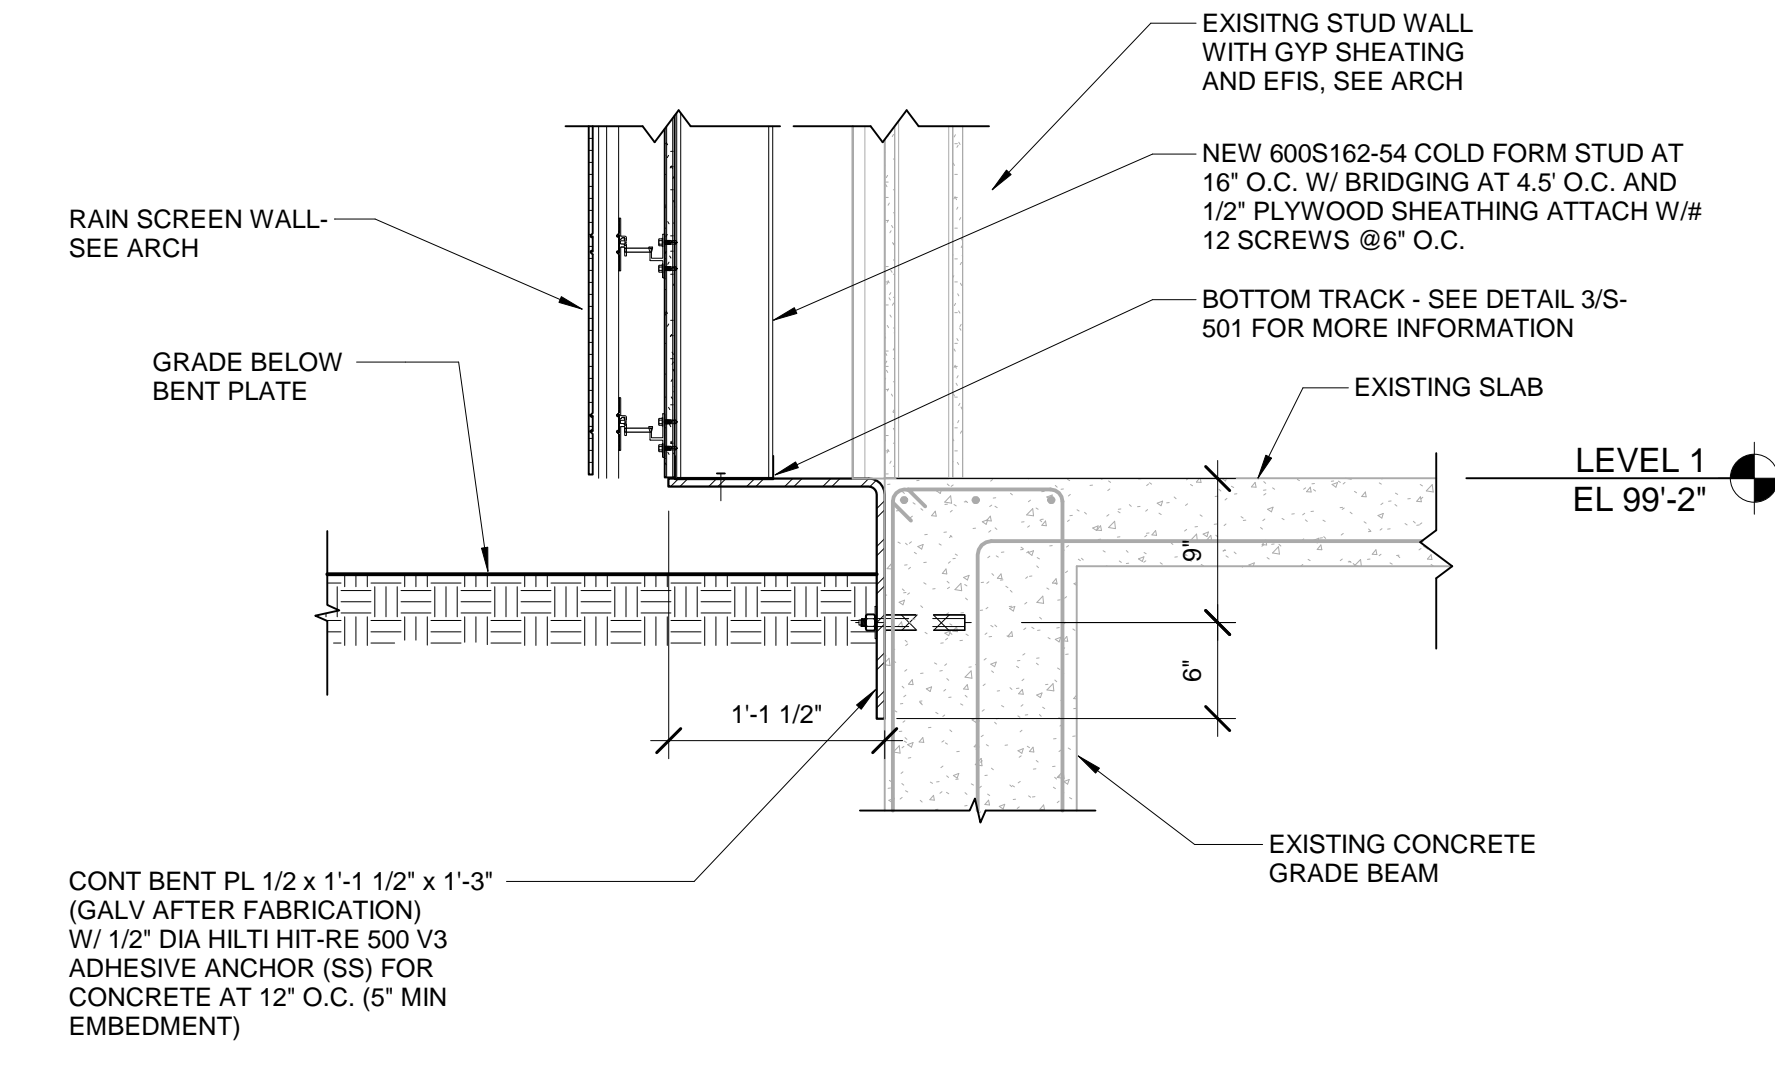 EXISITNG STUD WALL
WITH GYP SHEATING
AND EFIS, SEE ARCH
NEW 600S162-54 COLD FORM STUD AT
16" O.C. W/ BRIDGING AT 4.5' O.C. AND
1/2" PLYWOOD SHEATHING ATTACH W/#
12 SCREWS @6" O.C.
RAIN SCREEN WALL-
SEE ARCH
BOTTOM TRACK - SEE DETAIL 3/S-
501 FOR MORE INFORMATION
GRADE BELOW
BENT PLATE
EXISTING SLAB
LEVEL 1
EL 99'-2"
9"
6"
1'-1 1/2"
EXISTING CONCRETE
GRADE BEAM
CONT BENT PL 1/2 x 1'-1 1/2" x 1'-3"
(GALV AFTER FABRICATION)
W/ 1/2" DIA HILTI HIT-RE 500 V3
ADHESIVE ANCHOR (SS) FOR
CONCRETE AT 12" O.C. (5" MIN
EMBEDMENT)